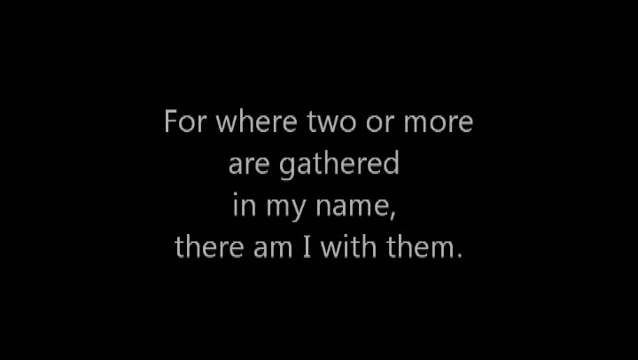 For where two or more
are gathered
in my name,
there am I with them.